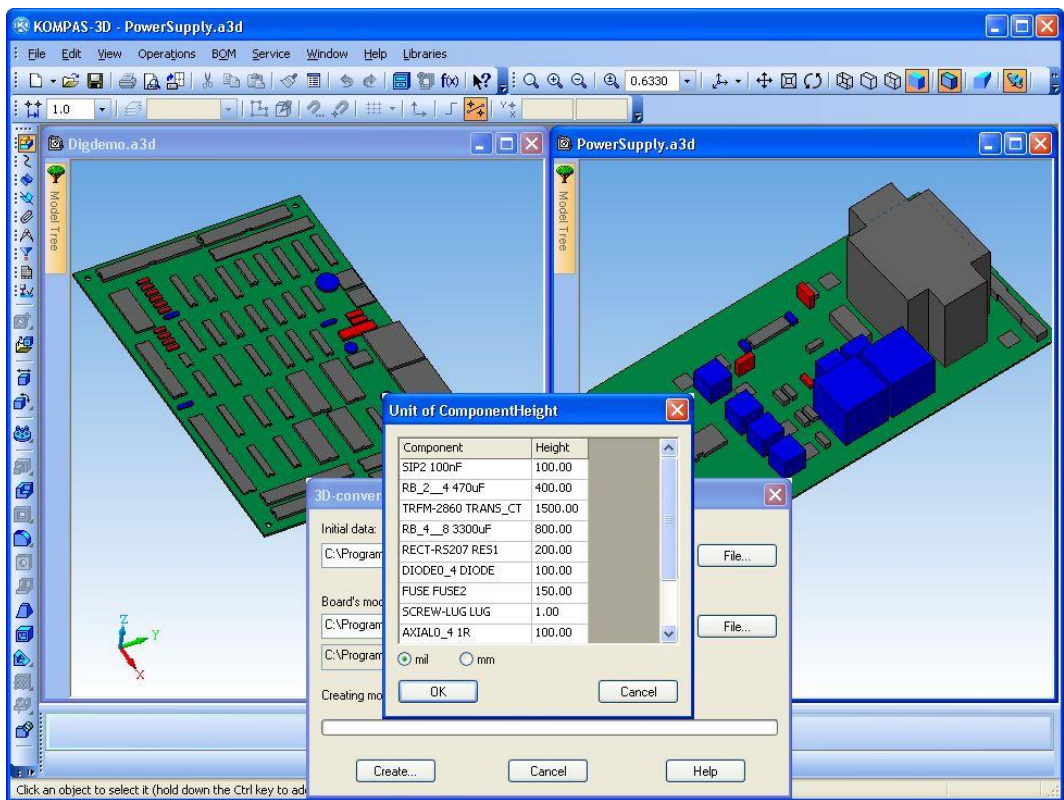 KOMPAS-3D - PowerSupply.a3d
File Edit View Operations BQM Service Window Help Libraries
0.6330
f(x)
1.0
Digdemo.a3d
PowerSupply.a3d
Model Tree
Model Tree
Unit of ComponentHeight
Component Height
SIP2 100nF 100.00
RB_2__4 470uF 400.00
TRFM-2860 TRANS_CT 1500.00
RB_4__8 3300uF 800.00
RECT-RS207 RES1 200.00
DIODE0_4 DIODE 100.00
FUSE FUSE2 150.00
SCREW-LUG LUG 1.00
AXIAL0_4 1R 100.00
mil mm
OK Cancel
3D-conver
Initial data:
C:\Program File...
Board's mod
C:\Program File...
C:\Program
Creating mo
Create... Cancel Help
Z
Y
X
Click an object to select it (hold down the Ctrl key to ad